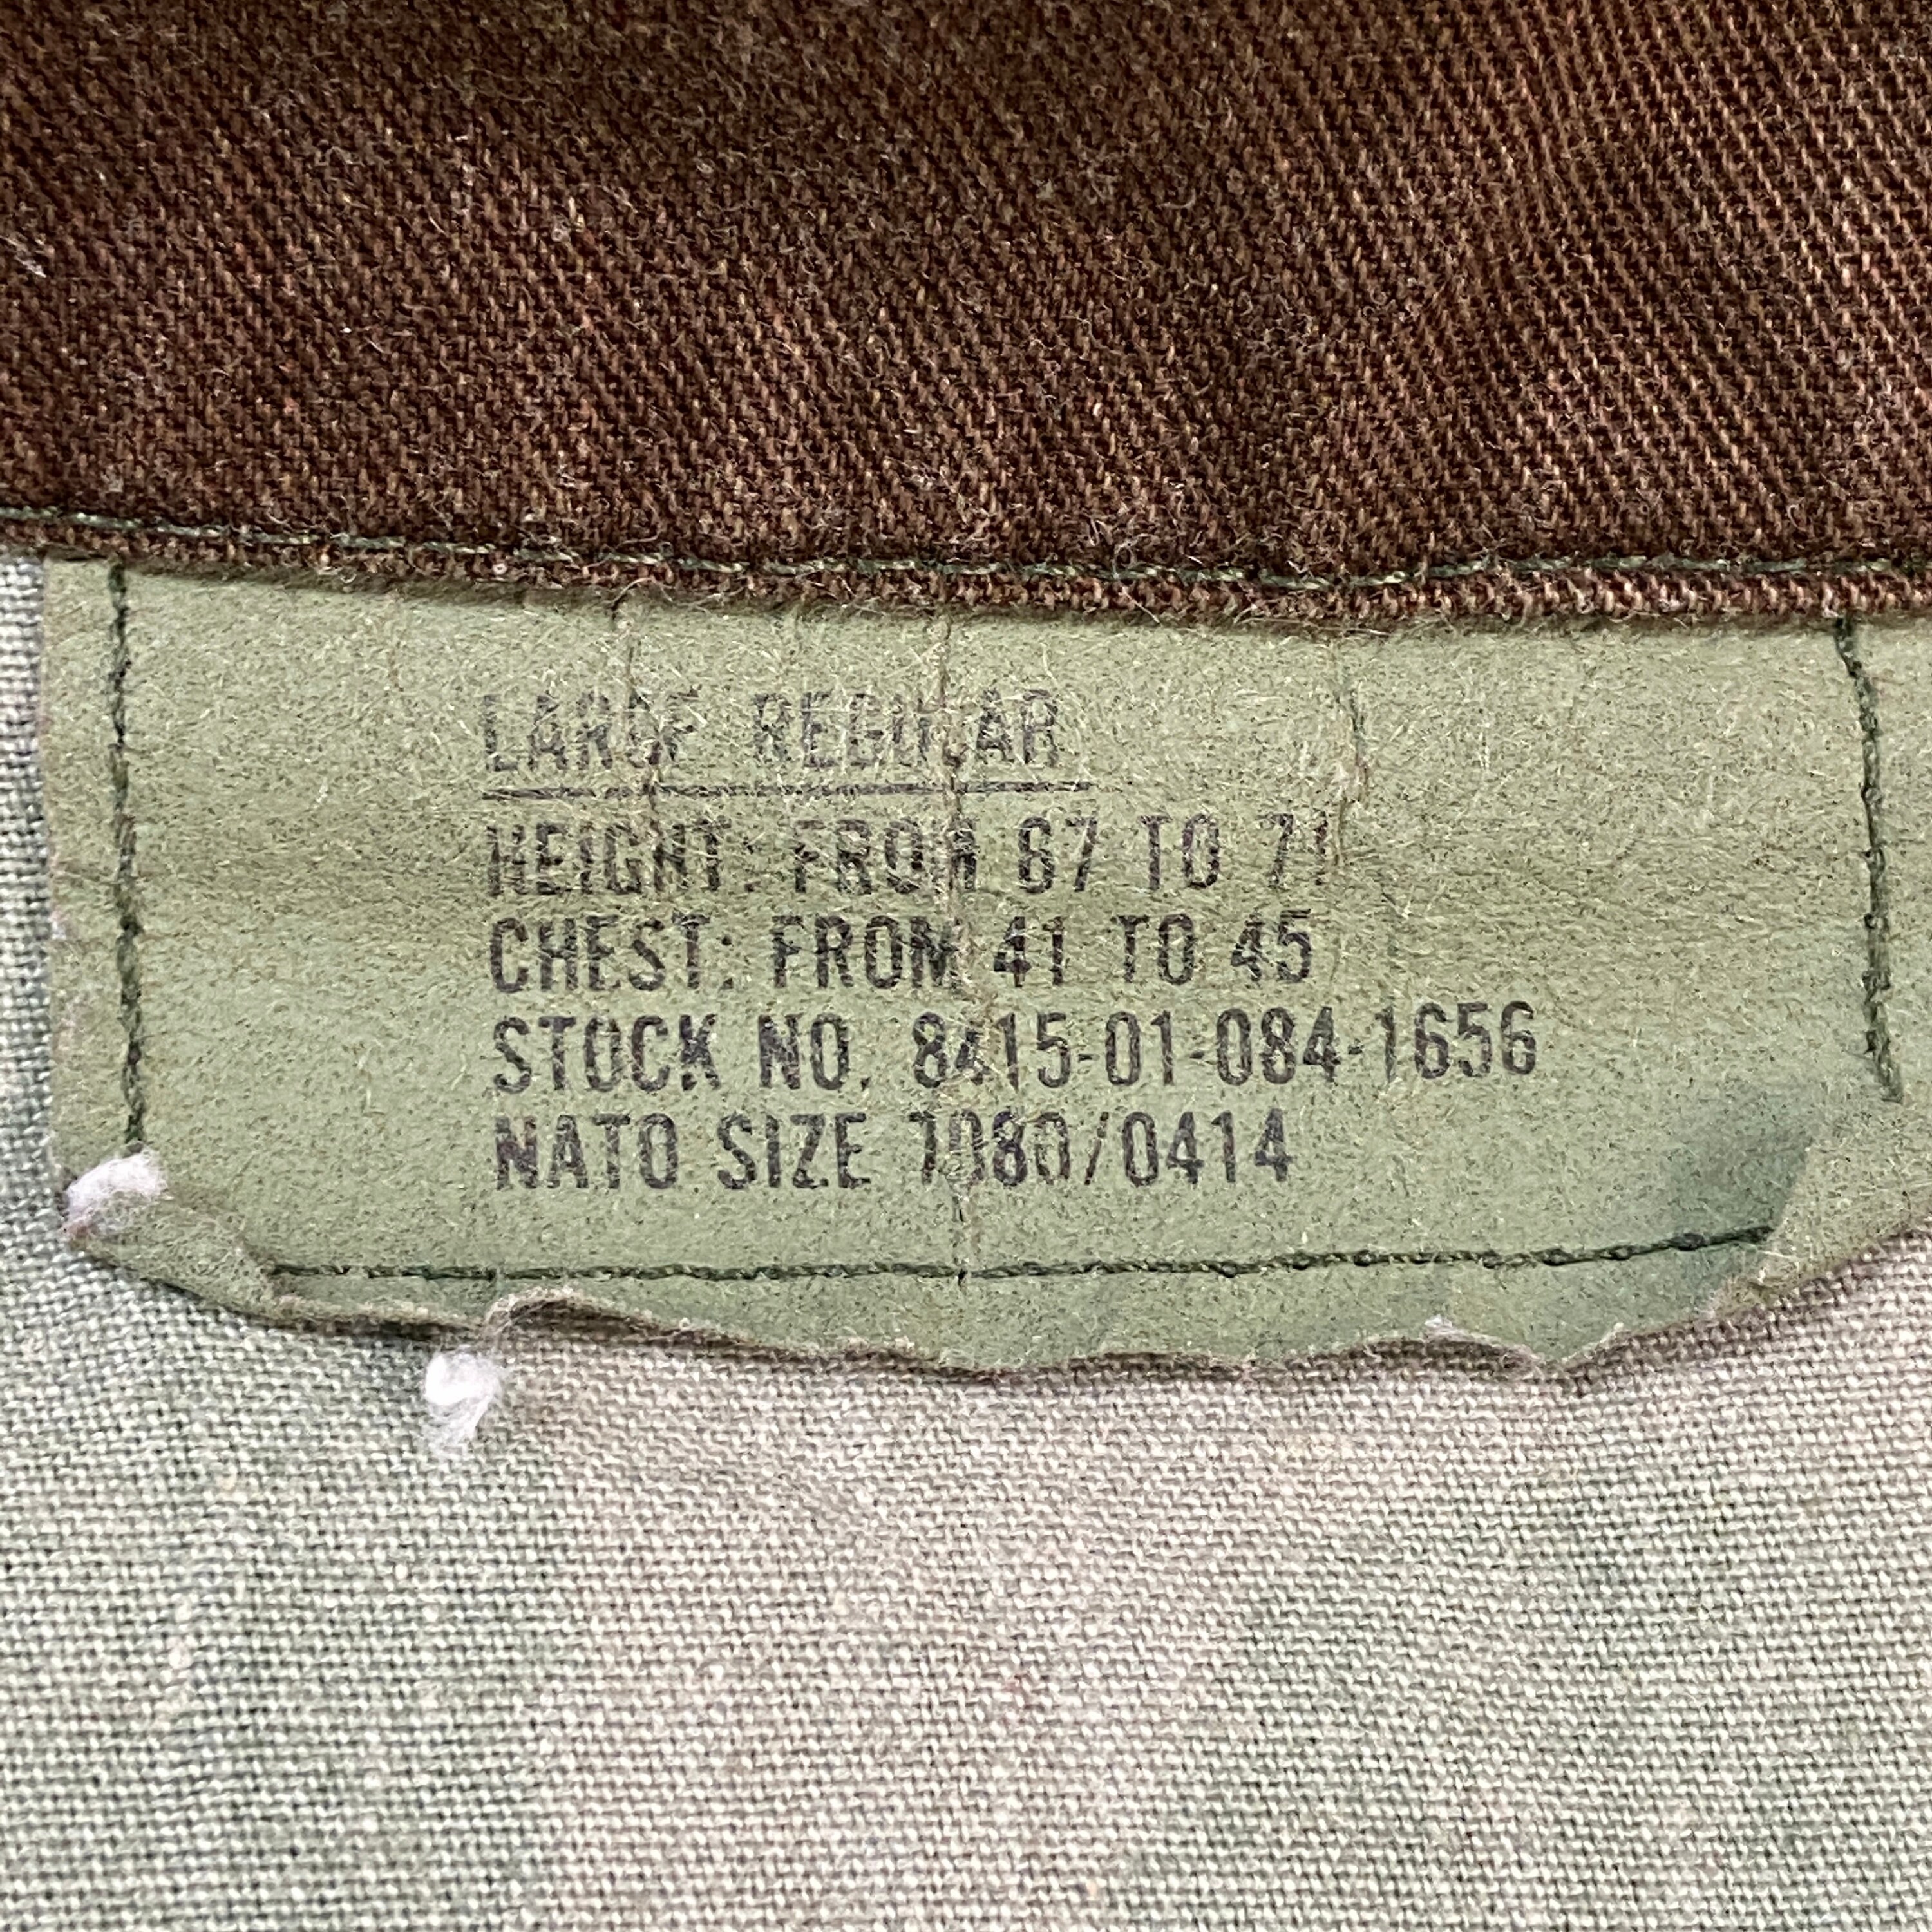 LARGE REGULAR
HEIGHT: FROM 67 TO 71
CHEST: FROM 41 TO 45
STOCK NO. 8415-01-084-1656
NATO SIZE 7080/0414